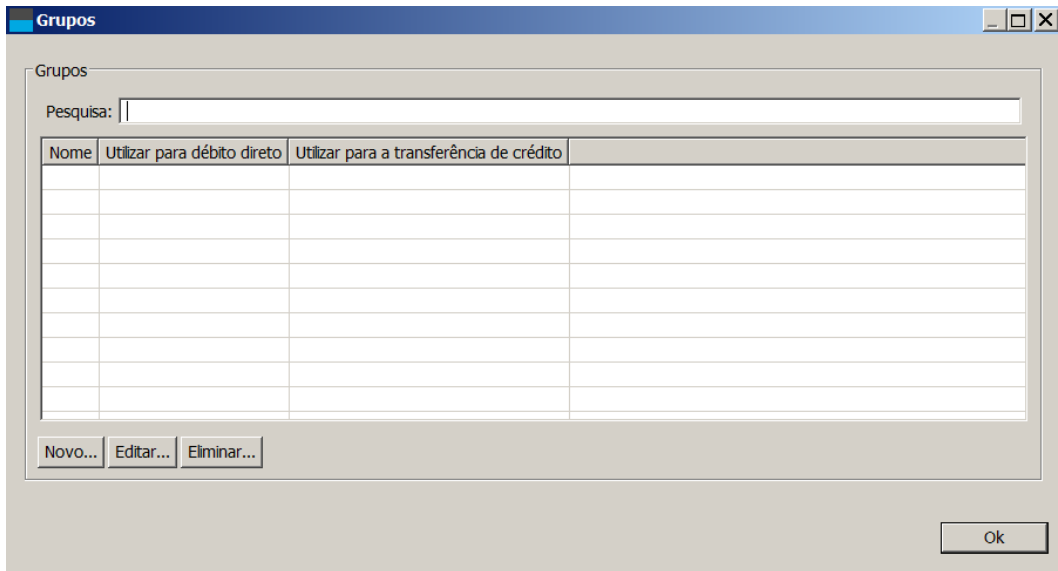 Grupos
Grupos
Pesquisa:
Nome Utilizar para débito direto Utilizar para a transferência de crédito
Novo... Editar... Eliminar...
Ok